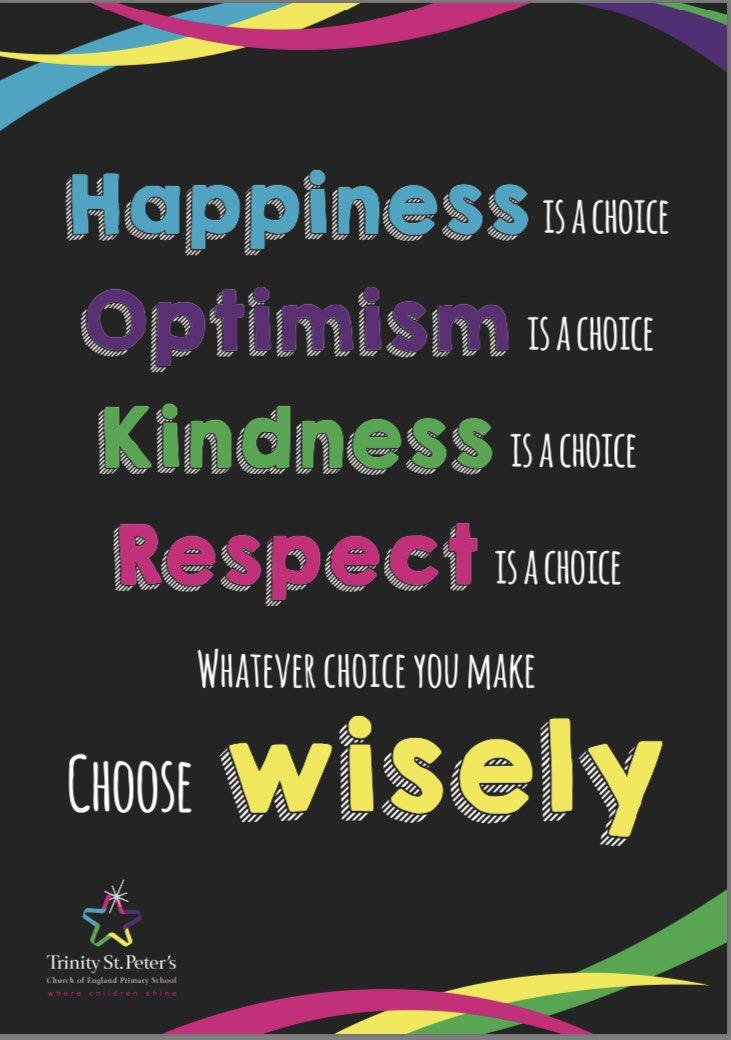 Happiness IS A CHOICE
Optimism IS A CHOICE
Kindness IS A CHOICE
Respect IS A CHOICE
WHATEVER CHOICE YOU MAKE
CHOOSE wisely
Trinity St. Peter's
Church of England Primary School
where children shine